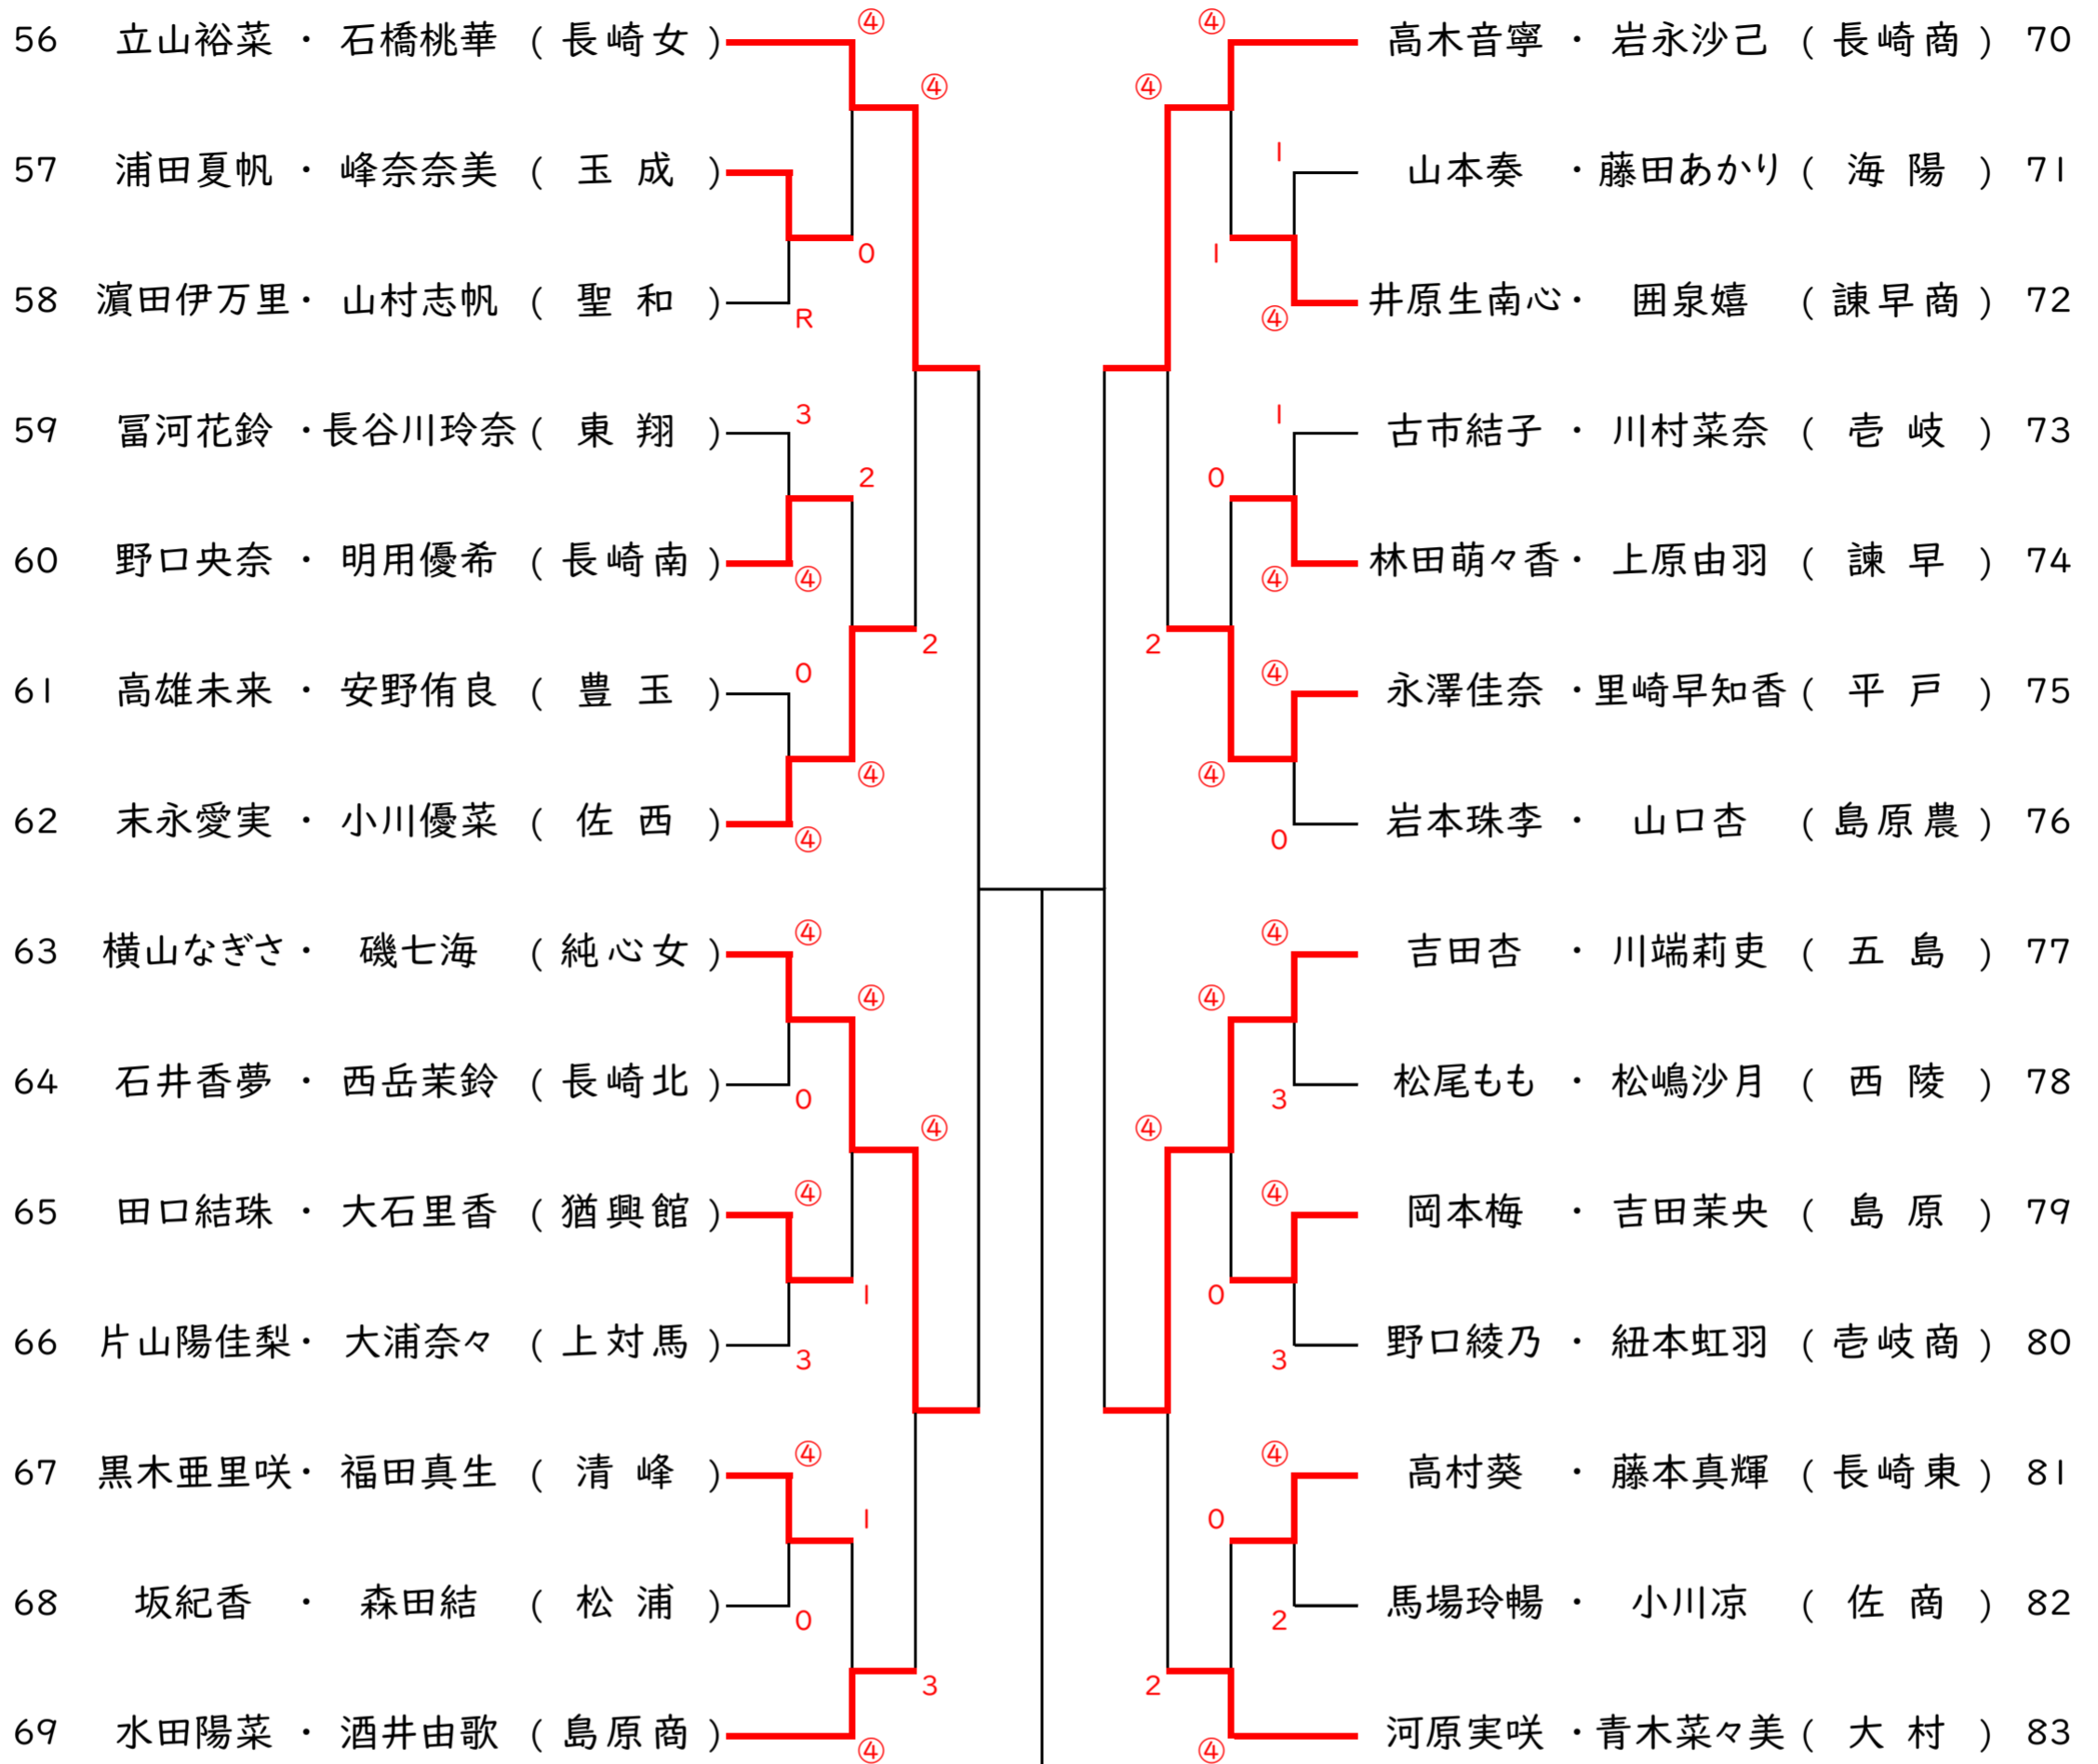 56 立山裕菜 ・ 石橋桃華 ( 長崎女 )
57 浦田夏帆 ・ 峰奈奈美 ( 玉成 )
58 濵田伊万里・ 山村志帆 ( 聖和 )
59 冨河花鈴 ・長谷川玲奈 ( 東翔 )
60 野口央奈 ・ 明用優希 ( 長崎南 )
61 高雄未来 ・ 安野侑良 ( 豊玉 )
62 末永愛実 ・ 小川優菜 ( 佐西 )
63 横山なぎさ・ 磯七海 ( 純心女 )
64 石井香夢 ・ 西岳茉鈴 ( 長崎北 )
65 田口結珠 ・ 大石里香 ( 猶興館 )
66 片山陽佳梨・ 大浦奈々 ( 上対馬 )
67 黒木亜里咲・ 福田真生 ( 清峰 )
68 坂紀香 ・ 森田結 ( 松浦 )
69 水田陽菜 ・ 酒井由歌 ( 島原商 )
④
④
0
R
3
2
④
2
0
④
④
④
④
0
④
④
1
3
④
1
0
3
④
④
④
1
1
④
1
0
④
2
④
④
0
④
④
3
④
④
0
3
④
0
2
2
④
高木音寧 ・ 岩永沙己 ( 長崎商 ) 70
山本奏 ・藤田あかり ( 海陽 ) 71
井原生南心・ 囲泉嬉 ( 諫早商 ) 72
古市結子 ・ 川村菜奈 ( 壱岐 ) 73
林田萌々香・ 上原由羽 ( 諫早 ) 74
永澤佳奈 ・里崎早知香 ( 平戸 ) 75
岩本珠李 ・ 山口杏 ( 島原農 ) 76
吉田杏 ・ 川端莉吏 ( 五島 ) 77
松尾もも ・ 松嶋沙月 ( 西陵 ) 78
岡本梅 ・ 吉田茉央 ( 島原 ) 79
野口綾乃 ・ 紐本虹羽 ( 壱岐商 ) 80
高村葵 ・ 藤本真輝 ( 長崎東 ) 81
馬場玲暢 ・ 小川凉 ( 佐商 ) 82
河原実咲 ・青木菜々美 ( 大村 ) 83